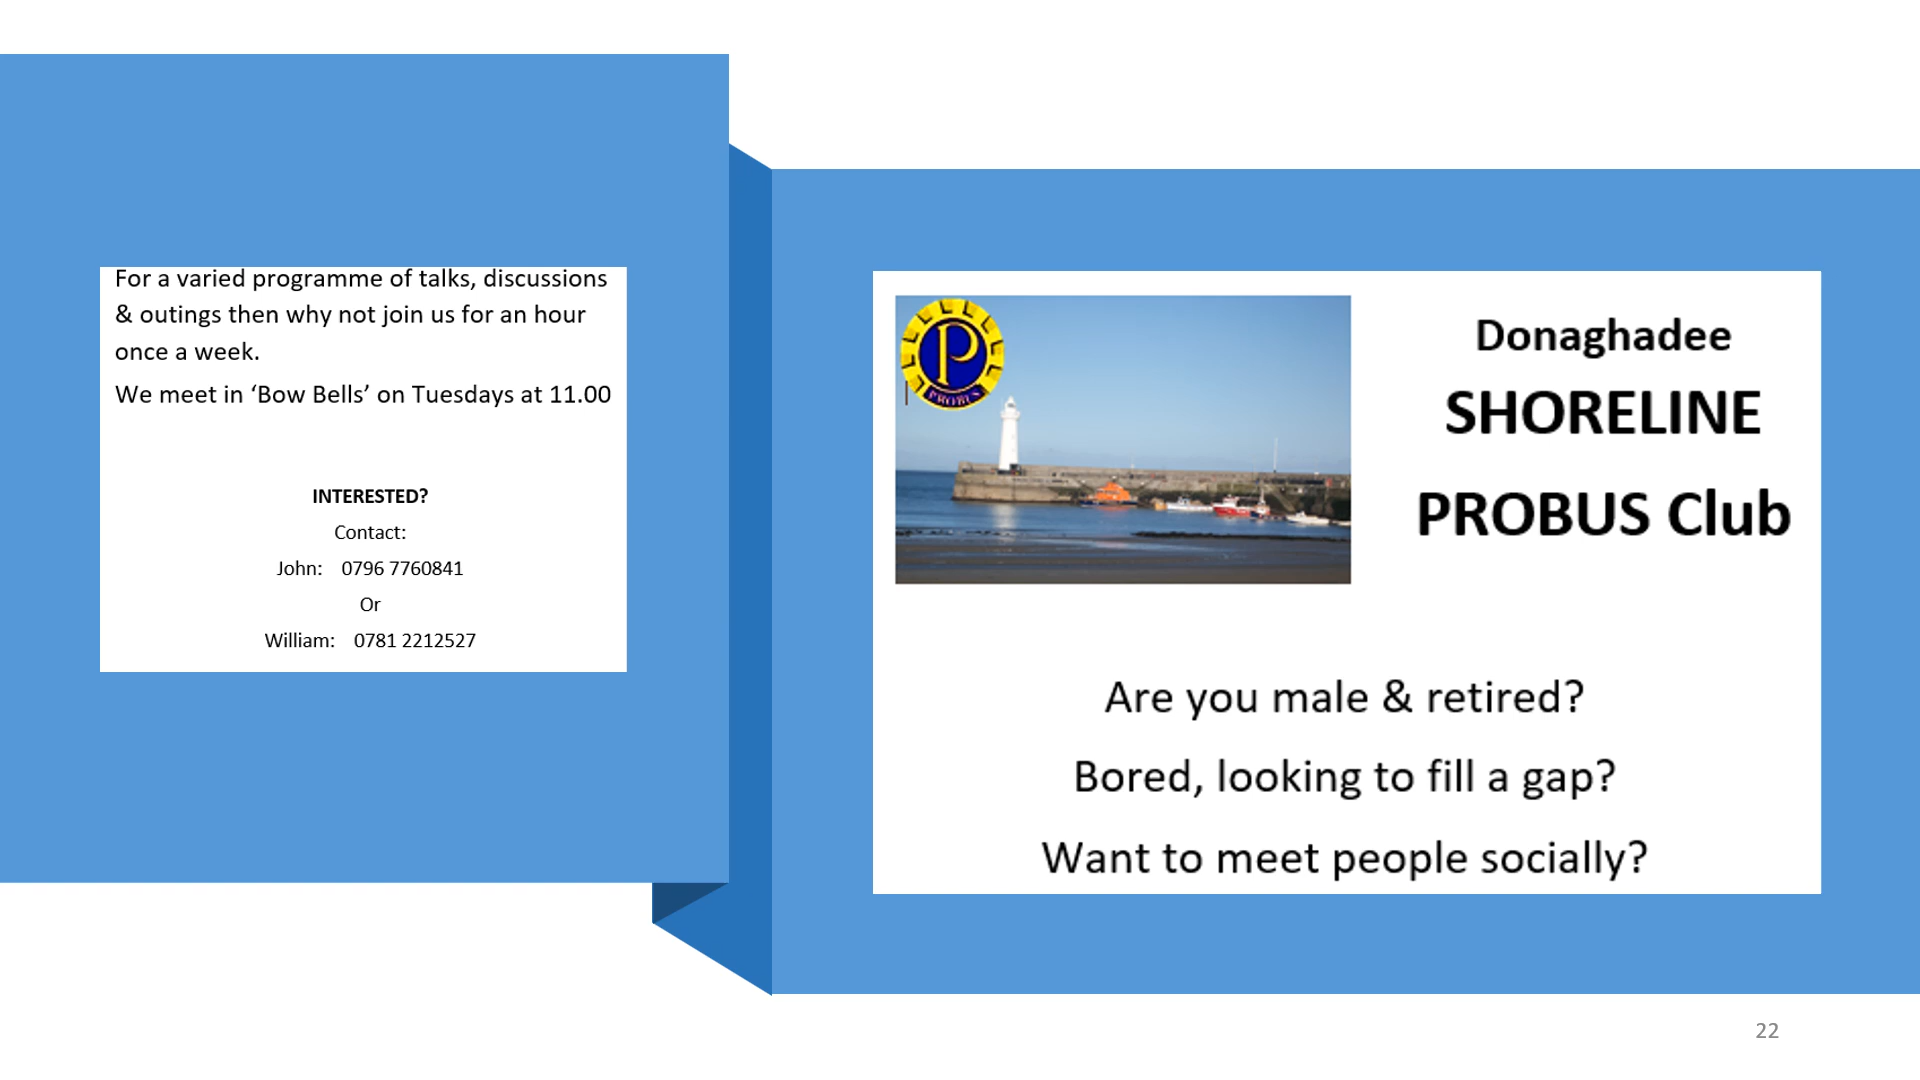 For a varied programme of talks, discussions
& outings then why not join us for an hour
once a week.
We meet in ‘Bow Bells’ on Tuesdays at 11.00
INTERESTED?
Contact:
John: 0796 7760841
Or
William: 0781 2212527
P
PROBUS
Donaghadee
SHORELINE
PROBUS Club
Are you male & retired?
Bored, looking to fill a gap?
Want to meet people socially?
22